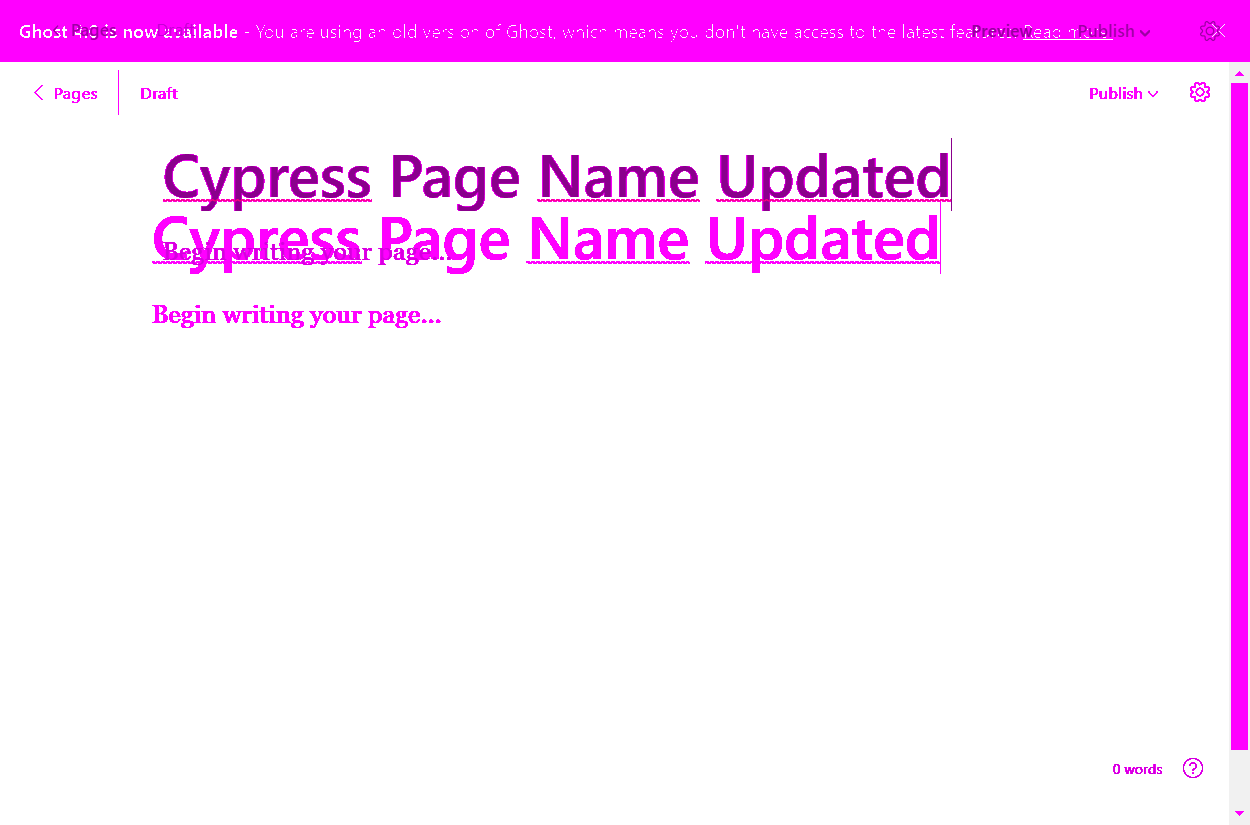 Ghost 4.0 is now available - You are using an old version of Ghost, which means you don't have access to the latest features. Read more
Pages Draft Preview Publish
Pages Draft Publish
Cypress Page Name Updated
Cypress Page Name Updated
Begin writing your page...
Begin writing your page...
0 words